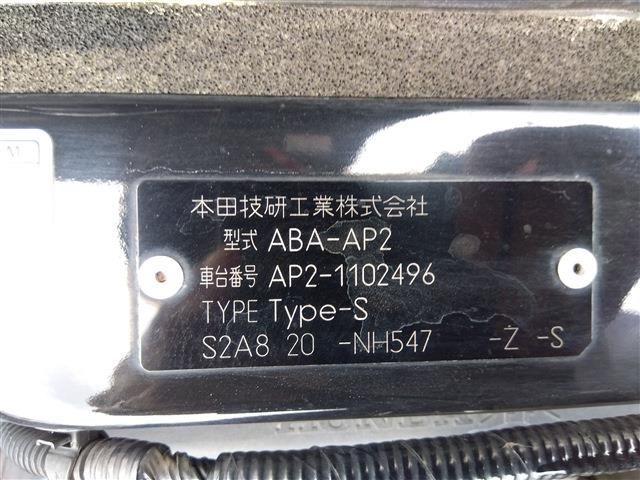 本田技研工業株式会社
型式 ABA-AP2
車台番号 AP2-1102496
TYPE Type-S
S2A8 20 -NH547 -Z -S